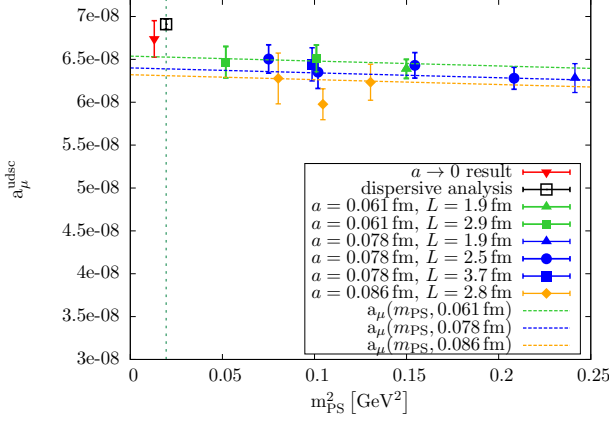 7e-08
6.5e-08
6e-08
5.5e-08
5e-08
4.5e-08
4e-08
3.5e-08
3e-08
a_μ^udsc
a → 0 result
dispersive analysis
a = 0.061 fm, L = 1.9 fm
a = 0.061 fm, L = 2.9 fm
a = 0.078 fm, L = 1.9 fm
a = 0.078 fm, L = 2.5 fm
a = 0.078 fm, L = 3.7 fm
a = 0.086 fm, L = 2.8 fm
a_μ(m_PS, 0.061 fm)
a_μ(m_PS, 0.078 fm)
a_μ(m_PS, 0.086 fm)
0 0.05 0.1 0.15 0.2 0.25
m_PS^2 [GeV^2]